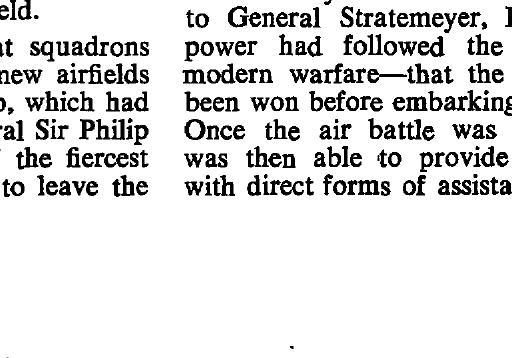 eld.
squadrons
new airfields
which had
Sir Philip
the fiercest
to leave the
to General Stratemeyer,
power had followed the
modern warfare—that the
been won before embarking
Once the air battle was
was then able to provide
with direct forms of assista